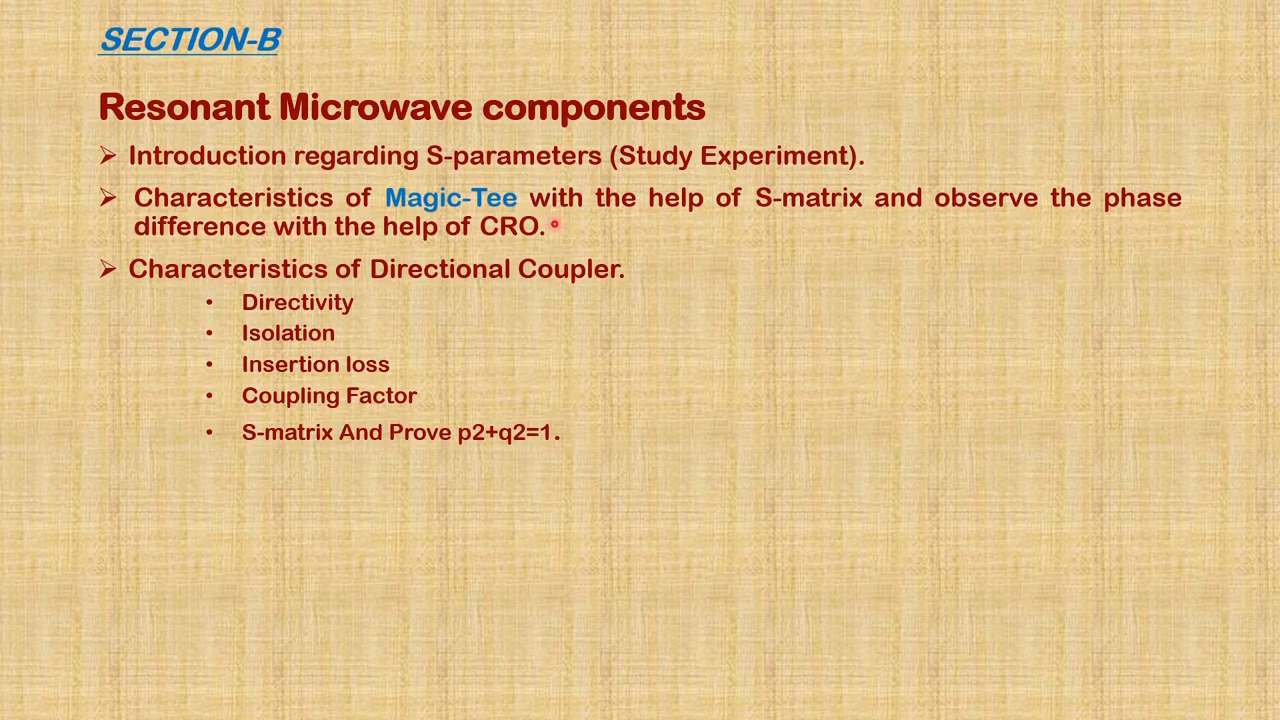 SECTION-B
Resonant Microwave components
➢ Introduction regarding S-parameters (Study Experiment).
➢ Characteristics of Magic-Tee with the help of S-matrix and observe the phase
difference with the help of CRO.
➢ Characteristics of Directional Coupler.
• Directivity
• Isolation
• Insertion loss
• Coupling Factor
• S-matrix And Prove p2+q2=1.